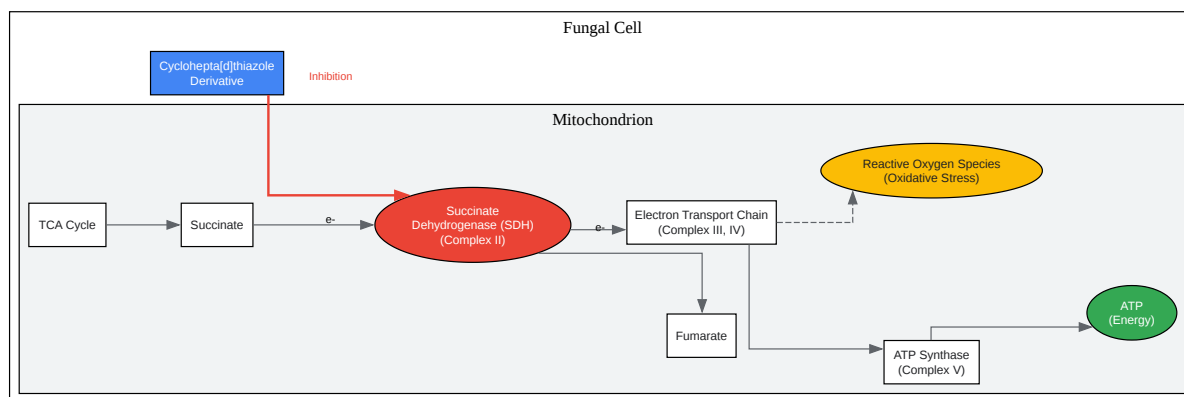 Fungal Cell
Cyclohepta[d]thiazole
Derivative
Inhibition
Mitochondrion
Reactive Oxygen Species
(Oxidative Stress)
TCA Cycle
Succinate
e-
Succinate
Dehydrogenase (SDH)
(Complex II)
e-
Electron Transport Chain
(Complex III, IV)
Fumarate
ATP Synthase
(Complex V)
ATP
(Energy)